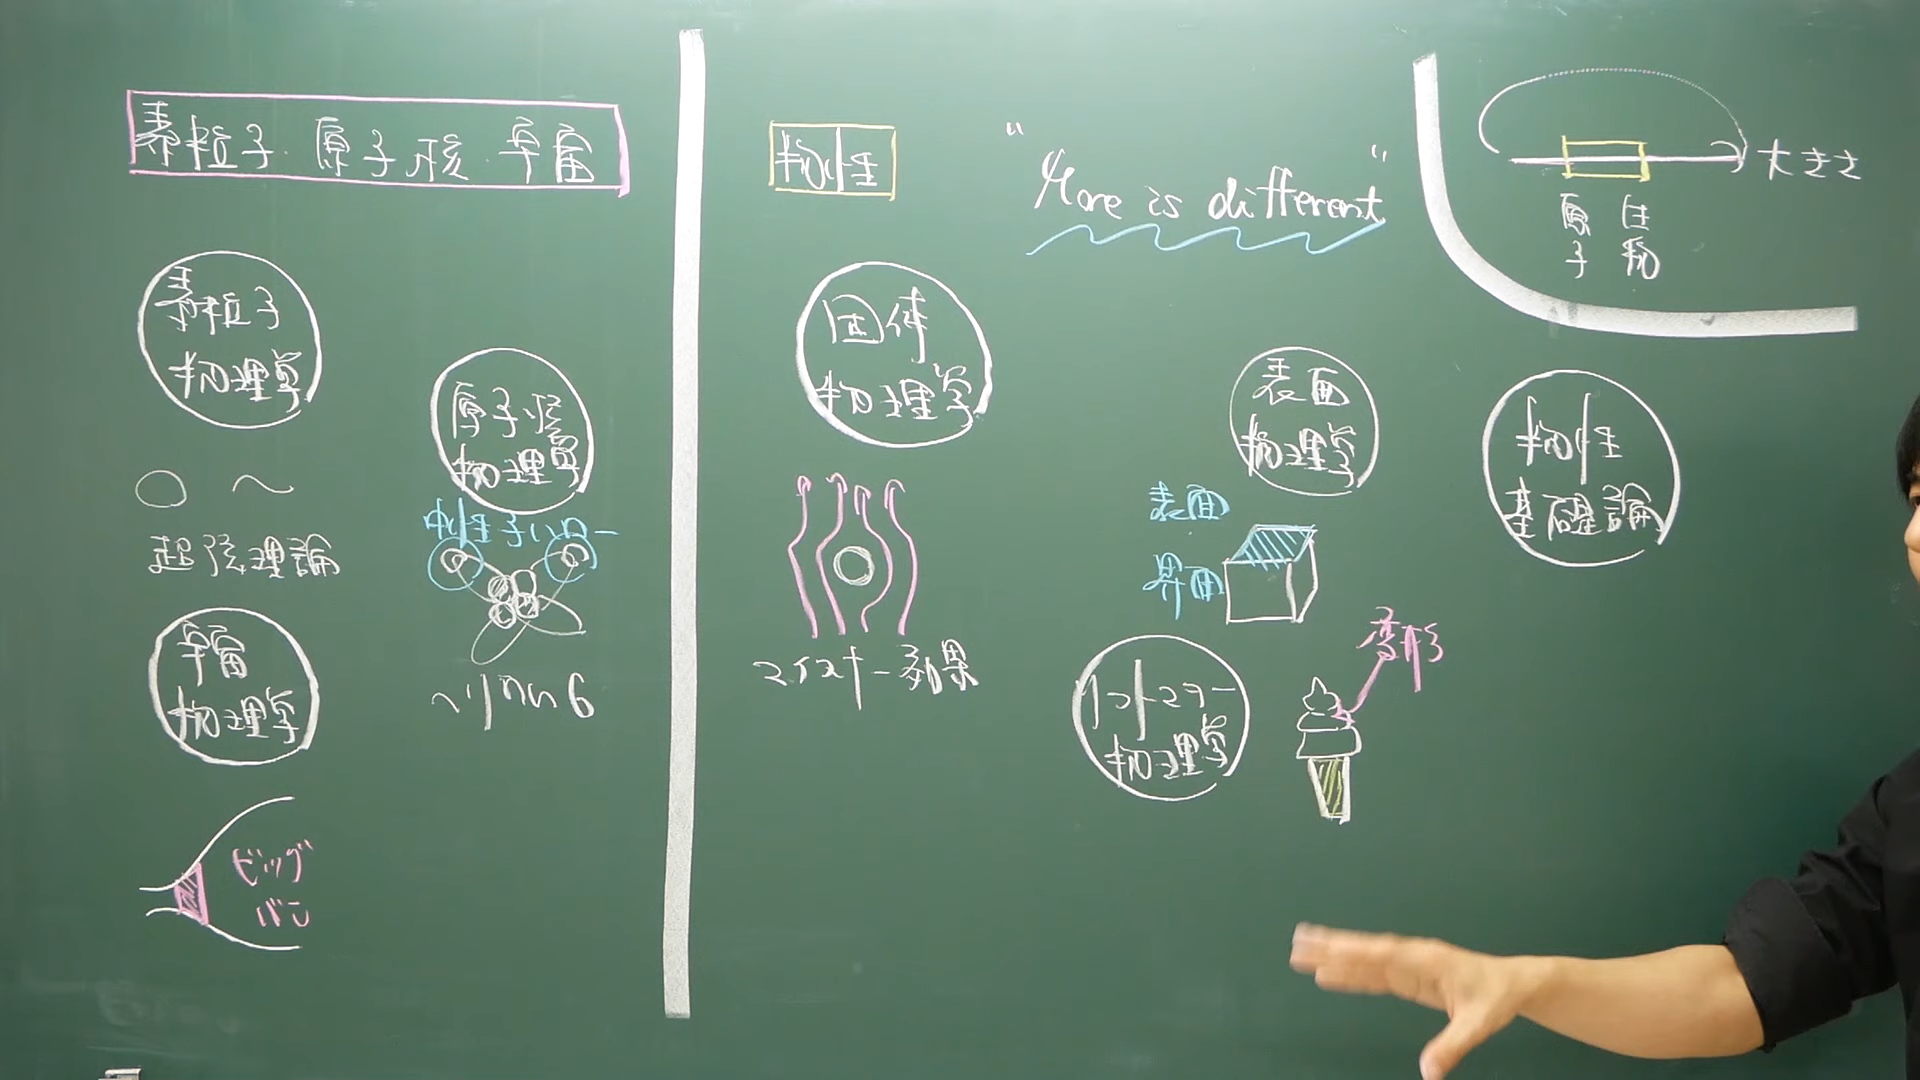 素粒子・原子核・宇宙
素粒子
物理学
原子核
物理学
中性子ハロー
超弦理論
ヘリウム6
宇宙
物理学
ビッグ
バン
物性
"More is different"
固体
物理学
マイスナー効果
表面
物理学
表面
界面
ソフトマター
物理学
変形
物性
基礎論
大きさ
原子
生物